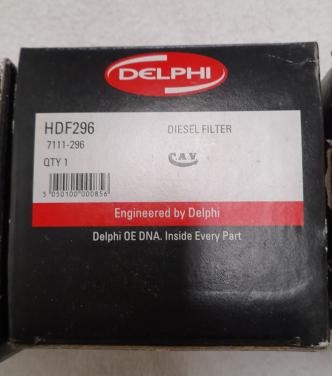 DELPHI
HDF296
DIESEL FILTER
7111-296
C.A.V.
QTY 1
5 050100 000856
Engineered by Delphi
Delphi OE DNA. Inside Every Part